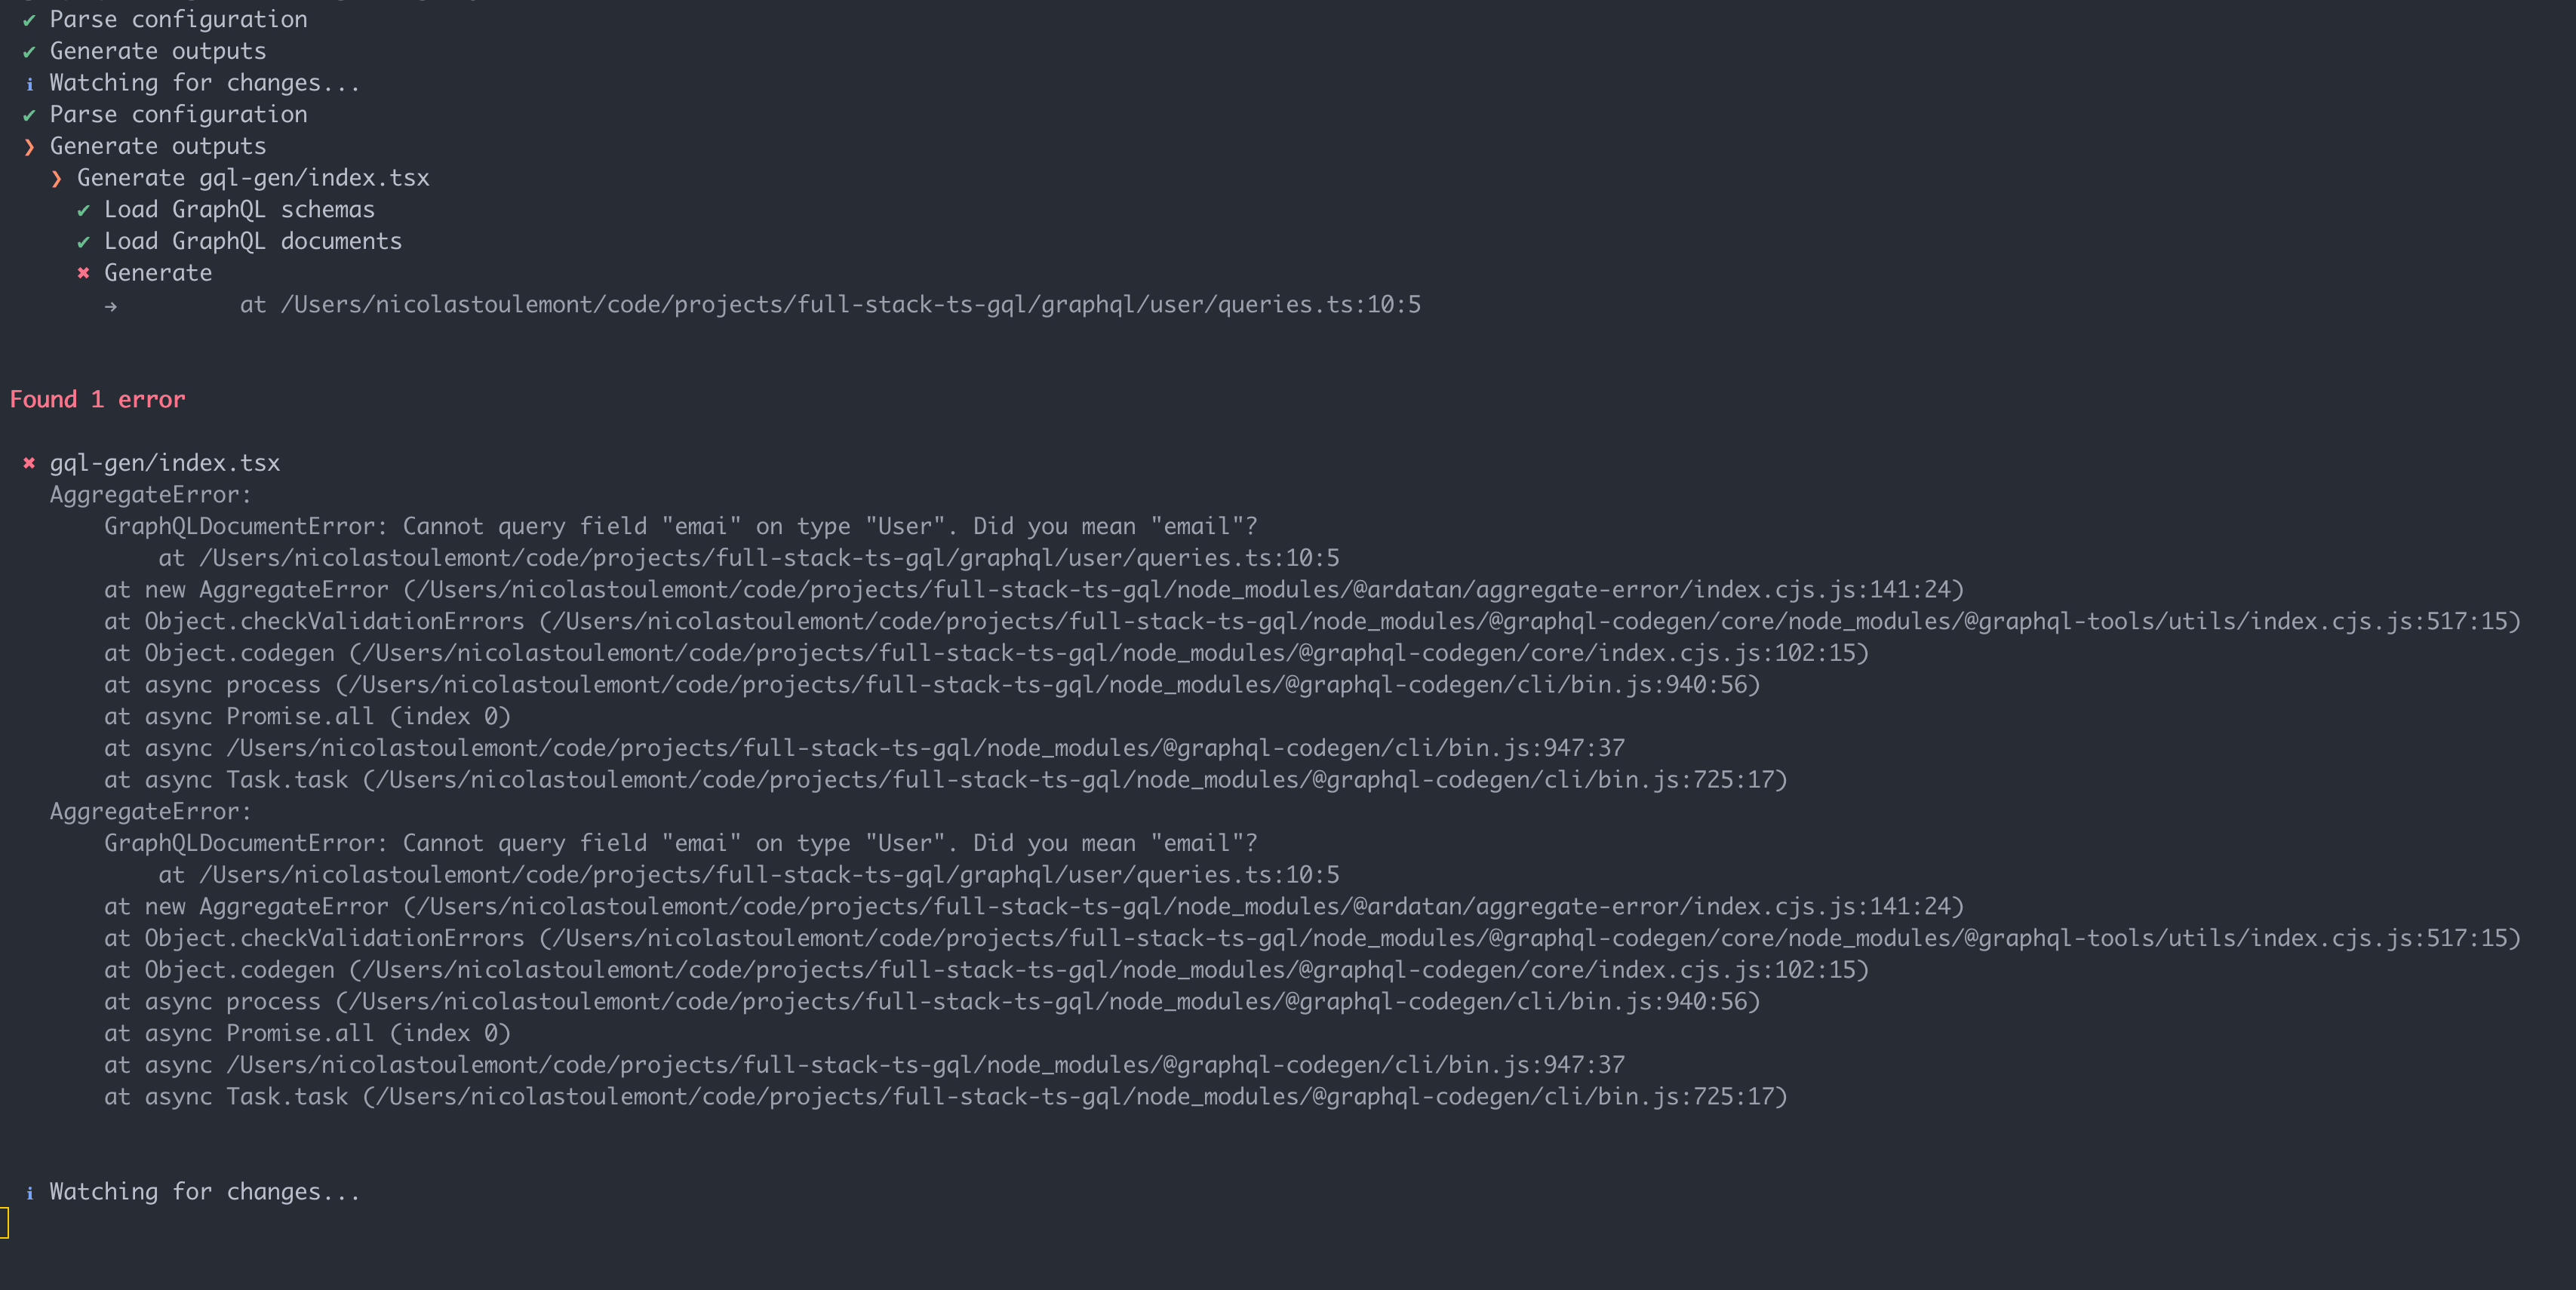 ✔ Parse configuration
✔ Generate outputs
ℹ Watching for changes...
✔ Parse configuration
❯ Generate outputs
❯ Generate gql-gen/index.tsx
✔ Load GraphQL schemas
✔ Load GraphQL documents
✖ Generate
→ at /Users/nicolastoulemont/code/projects/full-stack-ts-gql/graphql/user/queries.ts:10:5
Found 1 error
✖ gql-gen/index.tsx
AggregateError:
GraphQLDocumentError: Cannot query field "emai" on type "User". Did you mean "email"?
at /Users/nicolastoulemont/code/projects/full-stack-ts-gql/graphql/user/queries.ts:10:5
at new AggregateError (/Users/nicolastoulemont/code/projects/full-stack-ts-gql/node_modules/@ardatan/aggregate-error/index.cjs.js:141:24)
at Object.checkValidationErrors (/Users/nicolastoulemont/code/projects/full-stack-ts-gql/node_modules/@graphql-codegen/core/node_modules/@graphql-tools/utils/index.cjs.js:517:15)
at Object.codegen (/Users/nicolastoulemont/code/projects/full-stack-ts-gql/node_modules/@graphql-codegen/core/index.cjs.js:102:15)
at async process (/Users/nicolastoulemont/code/projects/full-stack-ts-gql/node_modules/@graphql-codegen/cli/bin.js:940:56)
at async Promise.all (index 0)
at async /Users/nicolastoulemont/code/projects/full-stack-ts-gql/node_modules/@graphql-codegen/cli/bin.js:947:37
at async Task.task (/Users/nicolastoulemont/code/projects/full-stack-ts-gql/node_modules/@graphql-codegen/cli/bin.js:725:17)
AggregateError:
GraphQLDocumentError: Cannot query field "emai" on type "User". Did you mean "email"?
at /Users/nicolastoulemont/code/projects/full-stack-ts-gql/graphql/user/queries.ts:10:5
at new AggregateError (/Users/nicolastoulemont/code/projects/full-stack-ts-gql/node_modules/@ardatan/aggregate-error/index.cjs.js:141:24)
at Object.checkValidationErrors (/Users/nicolastoulemont/code/projects/full-stack-ts-gql/node_modules/@graphql-codegen/core/node_modules/@graphql-tools/utils/index.cjs.js:517:15)
at Object.codegen (/Users/nicolastoulemont/code/projects/full-stack-ts-gql/node_modules/@graphql-codegen/core/index.cjs.js:102:15)
at async process (/Users/nicolastoulemont/code/projects/full-stack-ts-gql/node_modules/@graphql-codegen/cli/bin.js:940:56)
at async Promise.all (index 0)
at async /Users/nicolastoulemont/code/projects/full-stack-ts-gql/node_modules/@graphql-codegen/cli/bin.js:947:37
at async Task.task (/Users/nicolastoulemont/code/projects/full-stack-ts-gql/node_modules/@graphql-codegen/cli/bin.js:725:17)
ℹ Watching for changes...